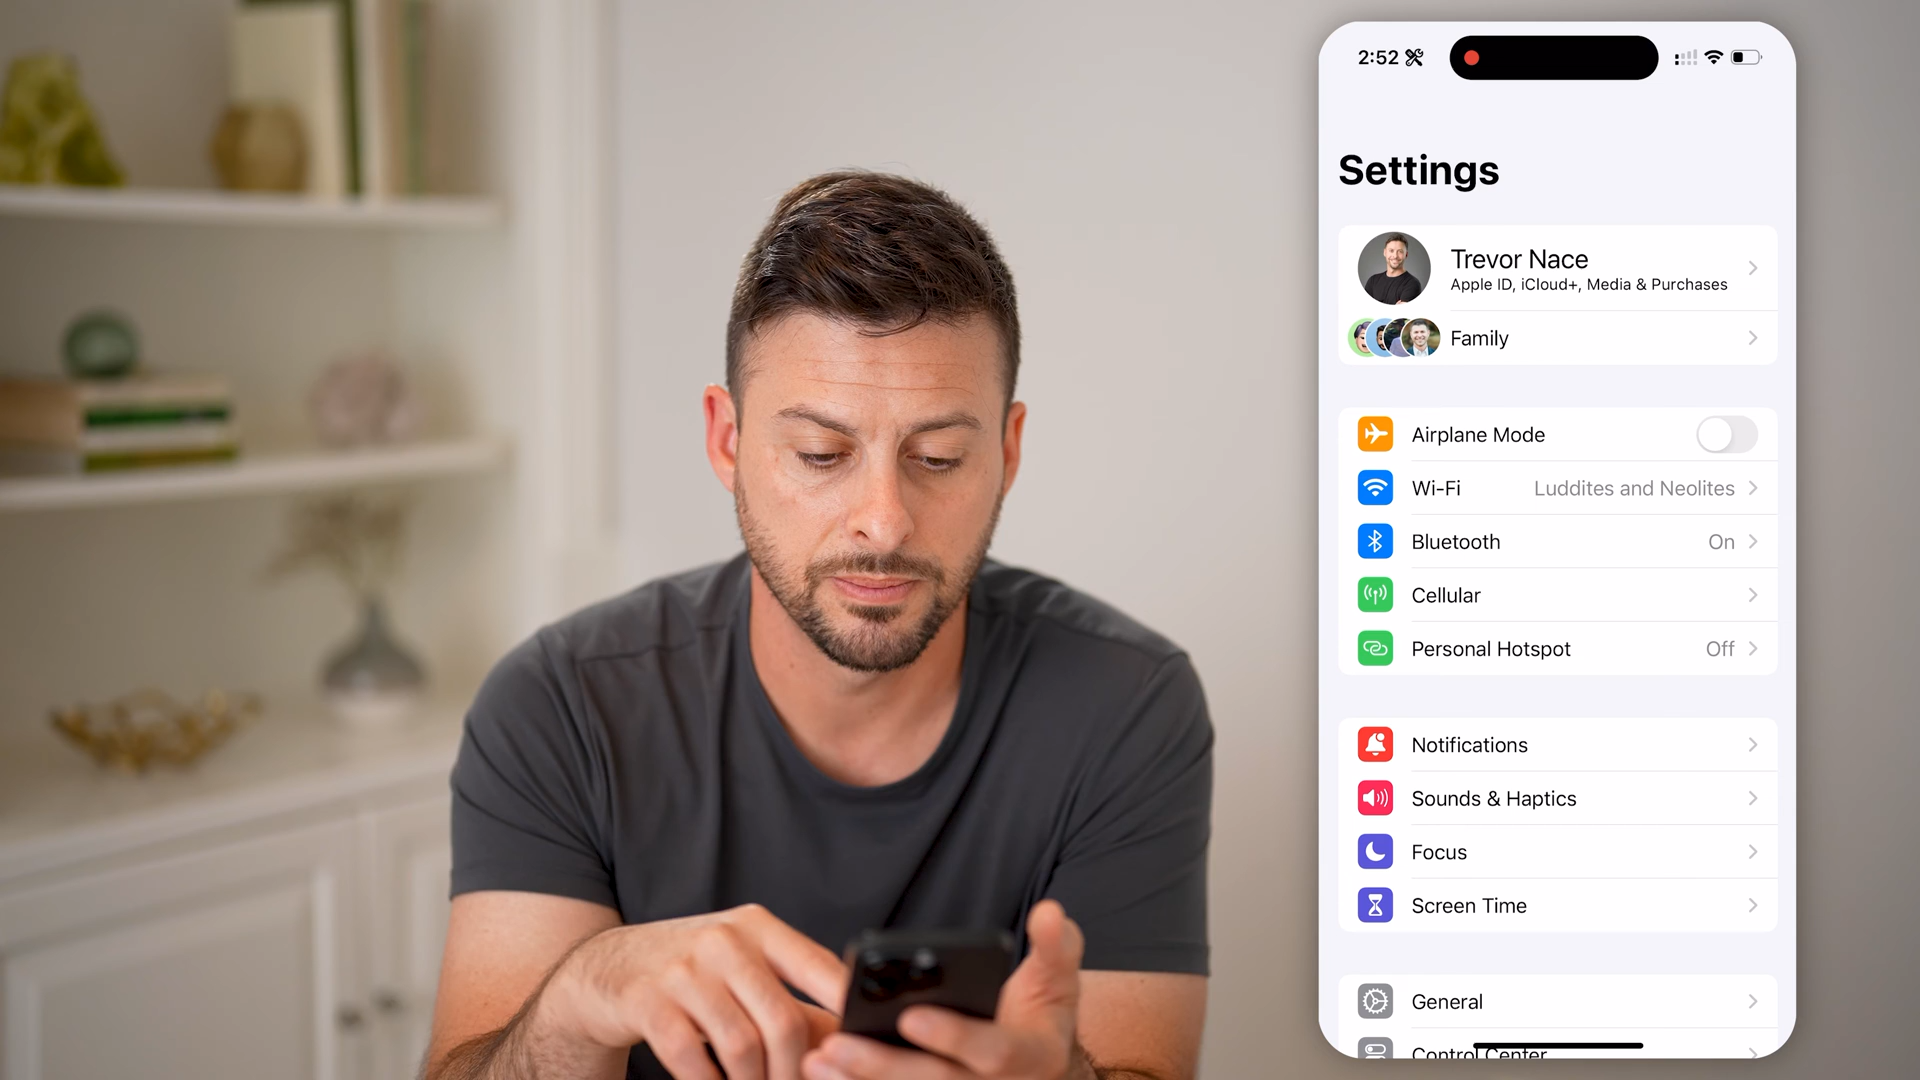 2:52
Settings
Trevor Nace
Apple ID, iCloud+, Media & Purchases
Family
Airplane Mode
Wi-Fi Luddites and Neolites
Bluetooth On
Cellular
Personal Hotspot Off
Notifications
Sounds & Haptics
Focus
Screen Time
General
Control Center